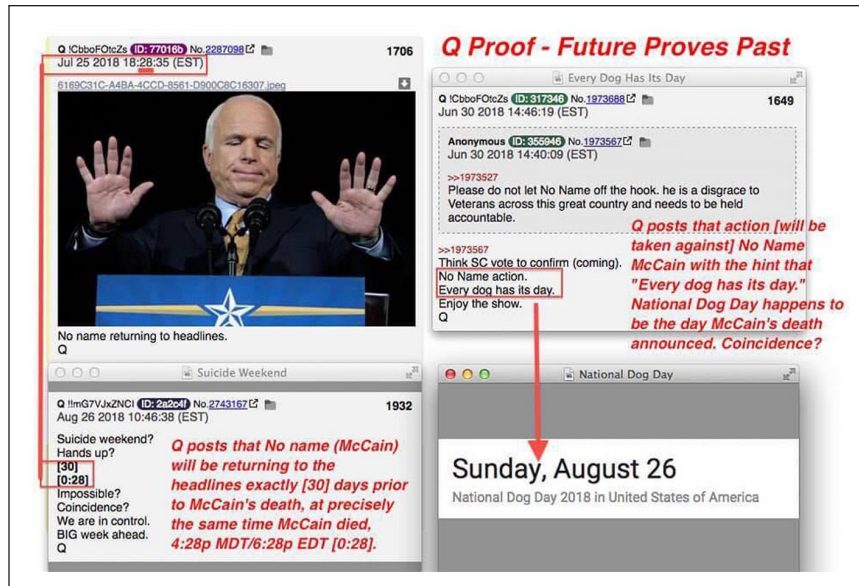 Q !CbboFOtcZs ID: 77016b No.2287098 1706
Jul 25 2018 18:28:35 (EST)
6169C31C-A4BA-4CCD-8561-D900C8C16307.jpeg
No name returning to headlines.
Q
Suicide Weekend
Q !!mG7VJxZNCI ID: 2a2c4f No.2743167 1932
Aug 26 2018 10:46:38 (EST)
Suicide weekend?
Hands up?
[30]
[0:28]
Impossible?
Coincidence?
We are in control.
BIG week ahead.
Q
Q posts that No name (McCain)
will be returning to the
headlines exactly [30] days prior
to McCain's death, at precisely
the same time McCain died,
4:28p MDT/6:28p EDT [0:28].
Q Proof - Future Proves Past
Every Dog Has Its Day
Q !CbboFOtcZs ID: 317346 No.1973688 1649
Jun 30 2018 14:46:19 (EST)
Anonymous ID: 355946 No.1973567
Jun 30 2018 14:40:09 (EST)
>>1973527
Please do not let No Name off the hook. he is a disgrace to
Veterans across this great country and needs to be held
accountable.
>>1973567
Think SC vote to confirm (coming).
No Name action.
Every dog has its day.
Enjoy the show.
Q
Q posts that action [will be
taken against] No Name
McCain with the hint that
"Every dog has its day."
National Dog Day happens to
be the day McCain's death
announced. Coincidence?
National Dog Day
Sunday, August 26
National Dog Day 2018 in United States of America